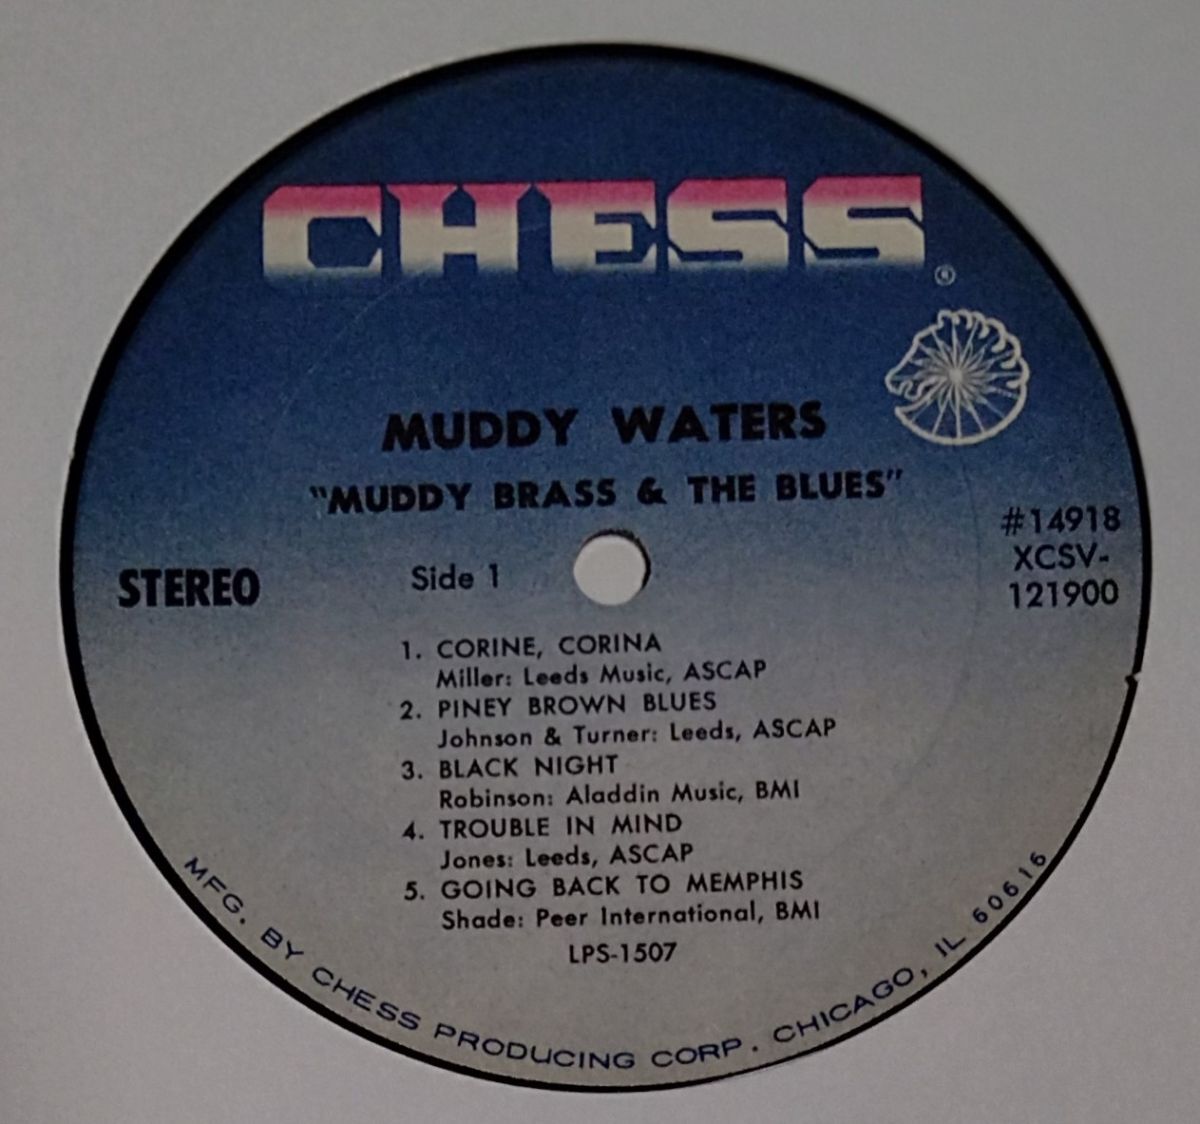 CHESS
®
MUDDY WATERS
"MUDDY BRASS & THE BLUES"
#14918
XCSV-
121900
STEREO
Side 1
1. CORINE, CORINA
Miller: Leeds Music, ASCAP
2. PINEY BROWN BLUES
Johnson & Turner: Leeds, ASCAP
3. BLACK NIGHT
Robinson: Aladdin Music, BMI
4. TROUBLE IN MIND
Jones: Leeds, ASCAP
5. GOING BACK TO MEMPHIS
Shade: Peer International, BMI
LPS-1507
MFG. BY CHESS PRODUCING CORP. CHICAGO, IL 60616